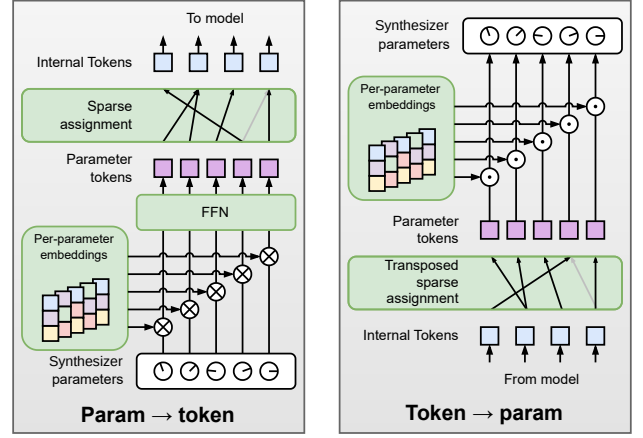 To model
Internal Tokens
Sparse
assignment
Parameter
tokens
FFN
Per-parameter
embeddings
Synthesizer
parameters
Param → token
Synthesizer
parameters
Per-parameter
embeddings
Parameter
tokens
Transposed
sparse
assignment
Internal Tokens
From model
Token → param